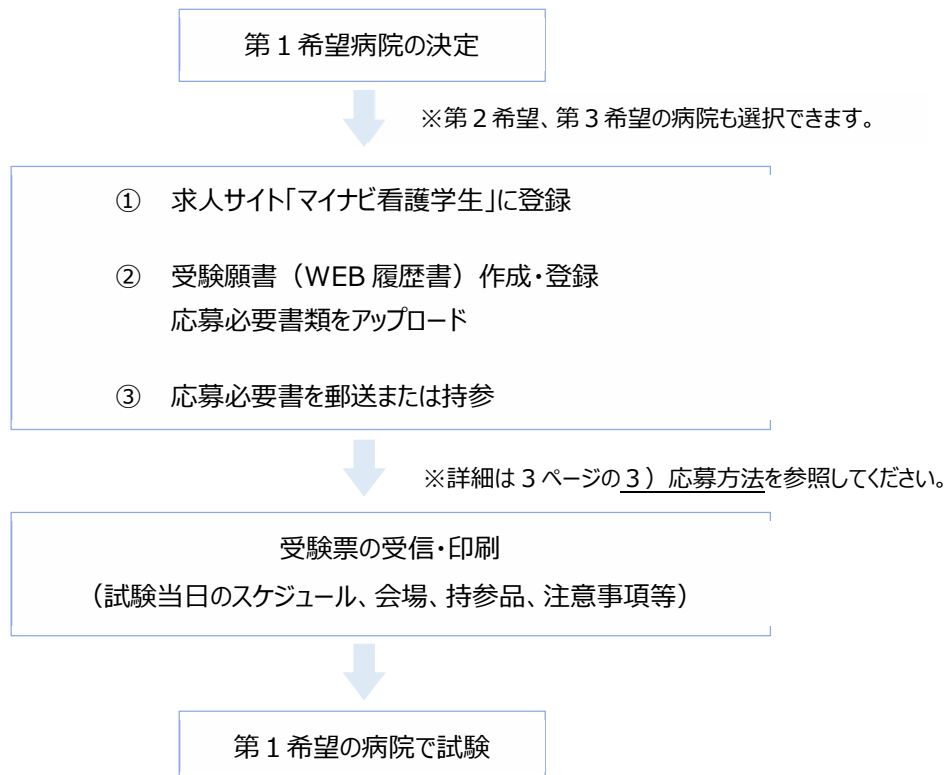 第１希望病院の決定
※第２希望、第３希望の病院も選択できます。
① 求人サイト「マイナビ看護学生」に登録
② 受験願書（WEB 履歴書）作成・登録
応募必要書類をアップロード
③ 応募必要書を郵送または持参
※詳細は３ページの３）応募方法を参照してください。
受験票の受信・印刷
（試験当日のスケジュール、会場、持参品、注意事項等）
第１希望の病院で試験